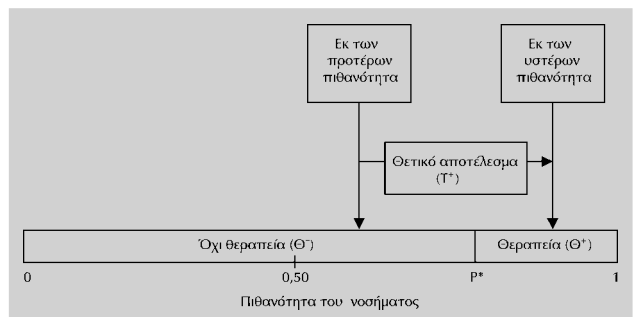 Εκ των
προτέρων
πιθανότητα
Εκ των
υστέρων
πιθανότητα
Θετικό αποτέλεσμα
(Τ⁺)
Όχι θεραπεία (Θ⁻)
Θεραπεία (Θ⁺)
0
0,50
P*
1
Πιθανότητα του νοσήματος